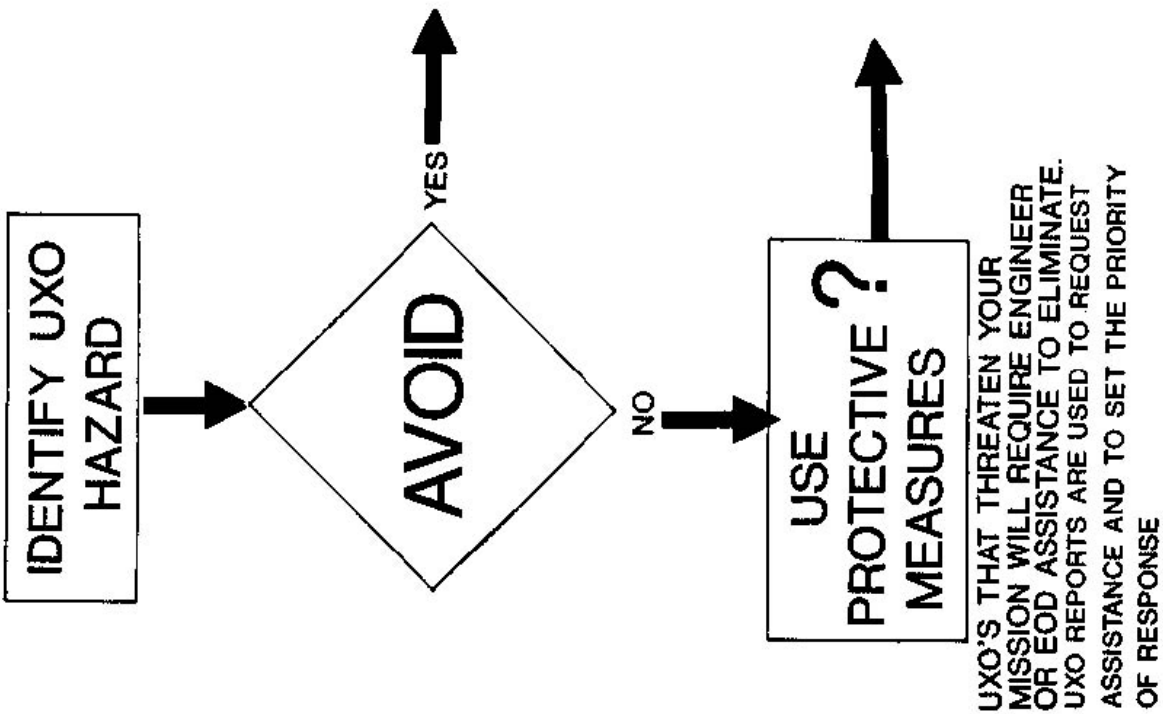 IDENTIFY UXO
HAZARD
AVOID
YES
NO
USE
PROTECTIVE ?
MEASURES
UXO'S THAT THREATEN YOUR
MISSION WILL REQUIRE ENGINEER
OR EOD ASSISTANCE TO ELIMINATE.
UXO REPORTS ARE USED TO REQUEST
ASSISTANCE AND TO SET THE PRIORITY
OF RESPONSE